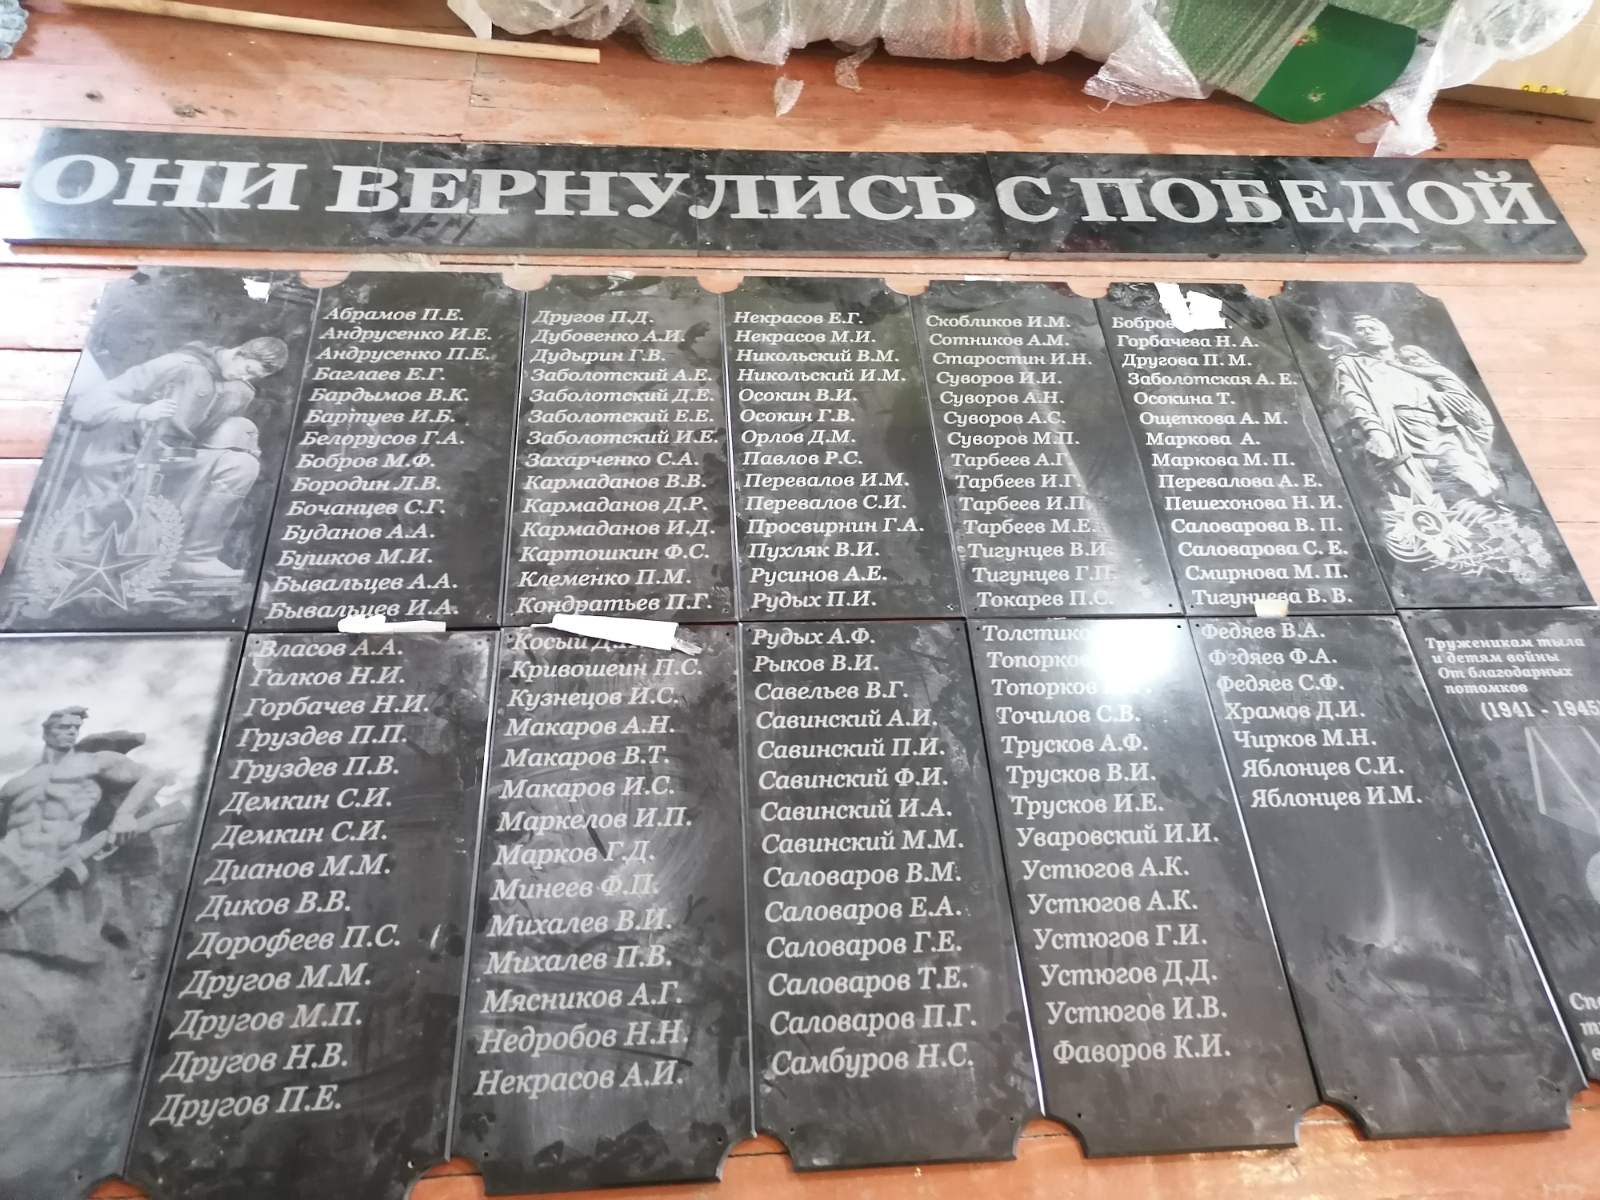 ОНИ ВЕРНУЛИСЬ С ПОБЕДОЙ
Абрамов П.Е.
Андрусенко И.Е.
Андрусенко П.Е.
Баглаев Е.Г.
Бардымов В.К.
Бартуев И.Б.
Белорусов Г.А.
Бобров М.Ф.
Бородин Л.В.
Бочанцев С.Г.
Буданов А.А.
Бушков М.И.
Бывальцев А.А.
Бывальцев И.А.
Власов А.А.
Галков Н.И.
Горбачев Н.И.
Груздев П.П.
Груздев П.В.
Демкин С.И.
Демкин С.И.
Дианов М.М.
Диков В.В.
Дорофеев П.С.
Другов М.М.
Другов М.П.
Другов Н.В.
Другов П.Е.
Другов П.Д.
Дубовенко А.И.
Дудырин Г.В.
Заболотский А.Е.
Заболотский Д.Е.
Заболотский Е.Е.
Заболотский И.Е.
Захарченко С.А.
Кармаданов В.В.
Кармаданов Д.Р.
Кармаданов И.Д.
Картошкин Ф.С.
Клеменко П.М.
Кондратьев П.Г.
Косый
Кривошеин П.С.
Кузнецов И.С.
Макаров А.Н.
Макаров В.Т.
Макаров И.С.
Маркелов И.П.
Марков Г.Д.
Минеев Ф.П.
Михалев В.И.
Михалев П.В.
Мясников А.Г.
Недробов Н.Н.
Некрасов А.И.
Некрасов Е.Г.
Некрасов М.И.
Никольский В.М.
Никольский И.М.
Осокин В.И.
Осокин Г.В.
Орлов Д.М.
Павлов Р.С.
Перевалов И.М.
Перевалов С.И.
Просвирнин Г.А.
Пухляк В.И.
Русинов А.Е.
Рудых П.И.
Рудых А.Ф.
Рыков В.И.
Савельев В.Г.
Савинский А.И.
Савинский П.И.
Савинский Ф.И.
Савинский И.А.
Савинский М.М.
Саловаров В.М.
Саловаров Е.А.
Саловаров Г.Е.
Саловаров Т.Е.
Саловаров П.Г.
Самбуров Н.С.
Скобликов И.М.
Сотников А.М.
Старостин И.Н.
Суворов И.И.
Суворов А.Н.
Суворов А.С.
Суворов М.П.
Тарбеев А.Г.
Тарбеев И.Г.
Тарбеев И.П.
Тарбеев М.Е.
Тигунцев В.И.
Тигунцев Г.П.
Токарев П.С.
Топорков
Точилов С.В.
Трусков А.Ф.
Трусков В.И.
Трусков И.Е.
Уваровский И.И.
Устюгов А.К.
Устюгов А.К.
Устюгов Г.И.
Устюгов Д.Д.
Устюгов И.В.
Фаворов К.И.
Горбачева Н. А.
Другова П. М.
Заболотская А. Е.
Осокина Т.
Ощепкова А. М.
Маркова А.
Маркова М. П.
Перевалова А. Е.
Пешехонова Н. И.
Саловарова В. П.
Саловарова С. Е.
Смирнова М. П.
Тигунцева В. В.
Федяев В.А.
Федяев Ф.А.
Федяев С.Ф.
Храмов Д.И.
Чирков М.Н.
Яблонцев С.И.
Яблонцев И.М.
Труженикам тыла
и детям войны
От благодарных
потомков
(1941 - 1945